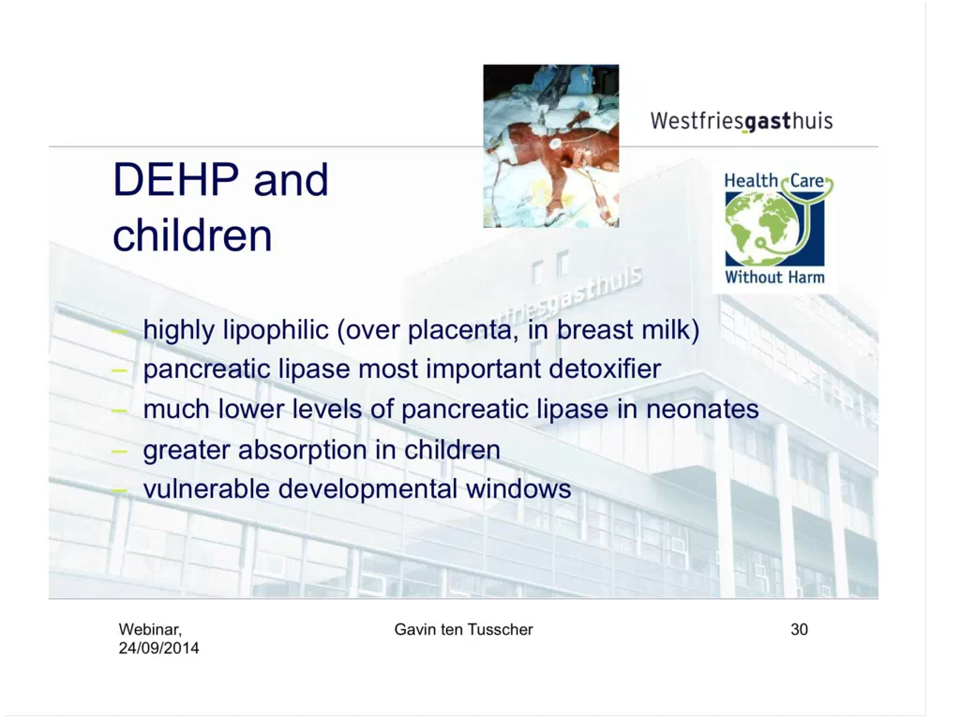 Westfriesgasthuis
DEHP and
children
Health Care
Without Harm
westfriesgasthuis
– highly lipophilic (over placenta, in breast milk)
– pancreatic lipase most important detoxifier
– much lower levels of pancreatic lipase in neonates
– greater absorption in children
– vulnerable developmental windows
Webinar,
24/09/2014
Gavin ten Tusscher
30